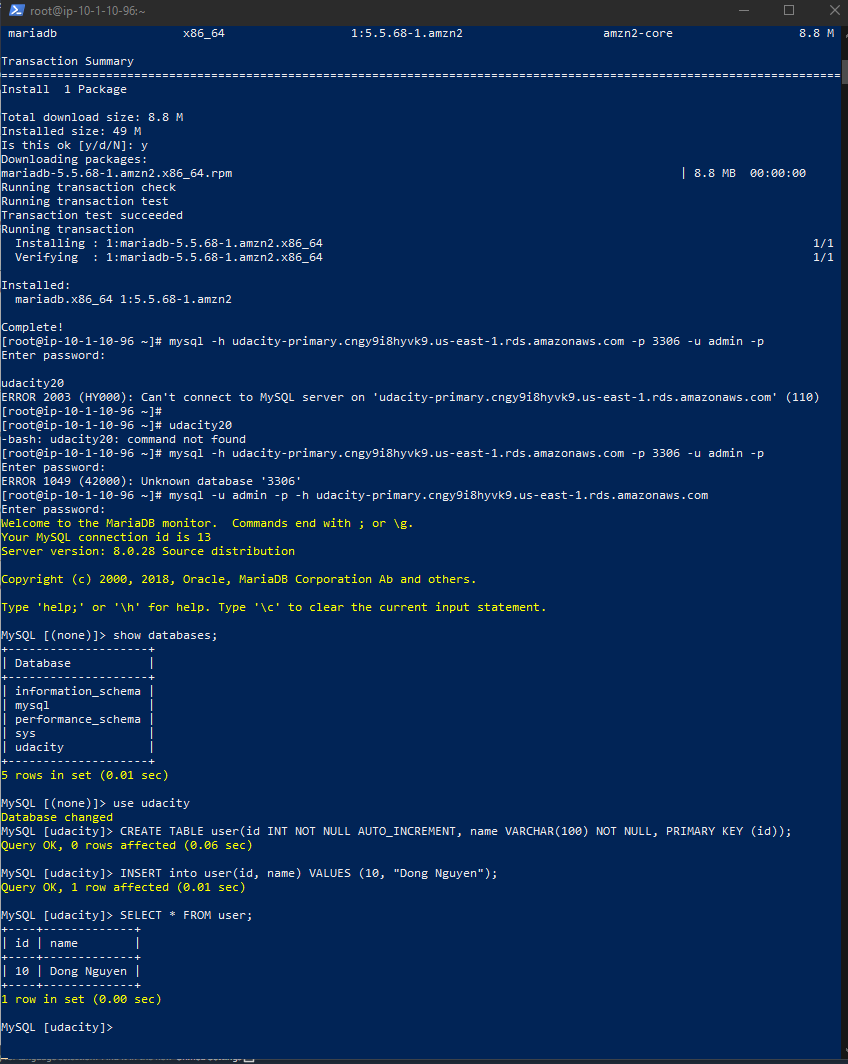 root@ip-10-1-10-96:~
mariadb x86_64 1:5.5.68-1.amzn2 amzn2-core 8.8 M
Transaction Summary
================================================================================
Install  1 Package
Total download size: 8.8 M
Installed size: 49 M
Is this ok [y/d/N]: y
Downloading packages:
mariadb-5.5.68-1.amzn2.x86_64.rpm | 8.8 MB  00:00:00
Running transaction check
Running transaction test
Transaction test succeeded
Running transaction
  Installing : 1:mariadb-5.5.68-1.amzn2.x86_64 1/1
  Verifying  : 1:mariadb-5.5.68-1.amzn2.x86_64 1/1
Installed:
  mariadb.x86_64 1:5.5.68-1.amzn2
Complete!
[root@ip-10-1-10-96 ~]# mysql -h udacity-primary.cngy9i8hyvk9.us-east-1.rds.amazonaws.com -p 3306 -u admin -p
Enter password:
udacity20
ERROR 2003 (HY000): Can't connect to MySQL server on 'udacity-primary.cngy9i8hyvk9.us-east-1.rds.amazonaws.com' (110)
[root@ip-10-1-10-96 ~]#
[root@ip-10-1-10-96 ~]# udacity20
-bash: udacity20: command not found
[root@ip-10-1-10-96 ~]# mysql -h udacity-primary.cngy9i8hyvk9.us-east-1.rds.amazonaws.com -p 3306 -u admin -p
Enter password:
ERROR 1049 (42000): Unknown database '3306'
[root@ip-10-1-10-96 ~]# mysql -u admin -p -h udacity-primary.cngy9i8hyvk9.us-east-1.rds.amazonaws.com
Enter password:
Welcome to the MariaDB monitor.  Commands end with ; or \g.
Your MySQL connection id is 13
Server version: 8.0.28 Source distribution
Copyright (c) 2000, 2018, Oracle, MariaDB Corporation Ab and others.
Type 'help;' or '\h' for help. Type '\c' to clear the current input statement.
MySQL [(none)]> show databases;
+--------------------+
| Database           |
+--------------------+
| information_schema |
| mysql              |
| performance_schema |
| sys                |
| udacity            |
+--------------------+
5 rows in set (0.01 sec)
MySQL [(none)]> use udacity
Database changed
MySQL [udacity]> CREATE TABLE user(id INT NOT NULL AUTO_INCREMENT, name VARCHAR(100) NOT NULL, PRIMARY KEY (id));
Query OK, 0 rows affected (0.06 sec)
MySQL [udacity]> INSERT into user(id, name) VALUES (10, "Dong Nguyen");
Query OK, 1 row affected (0.01 sec)
MySQL [udacity]> SELECT * FROM user;
+----+-------------+
| id | name        |
+----+-------------+
| 10 | Dong Nguyen |
+----+-------------+
1 row in set (0.00 sec)
MySQL [udacity]>